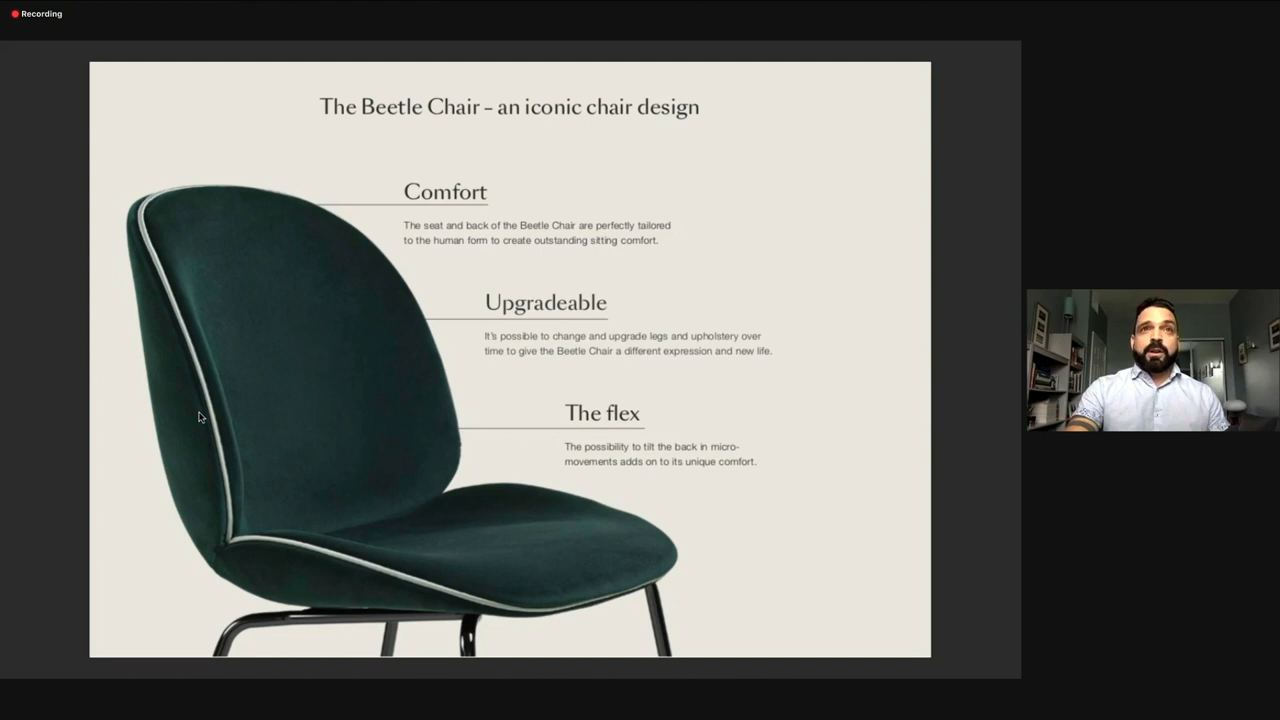 Recording
The Beetle Chair – an iconic chair design
Comfort
The seat and back of the Beetle Chair are perfectly tailored
to the human form to create outstanding sitting comfort.
Upgradeable
It's possible to change and upgrade legs and upholstery over
time to give the Beetle Chair a different expression and new life.
The flex
The possibility to tilt the back in micro-
movements adds on to its unique comfort.